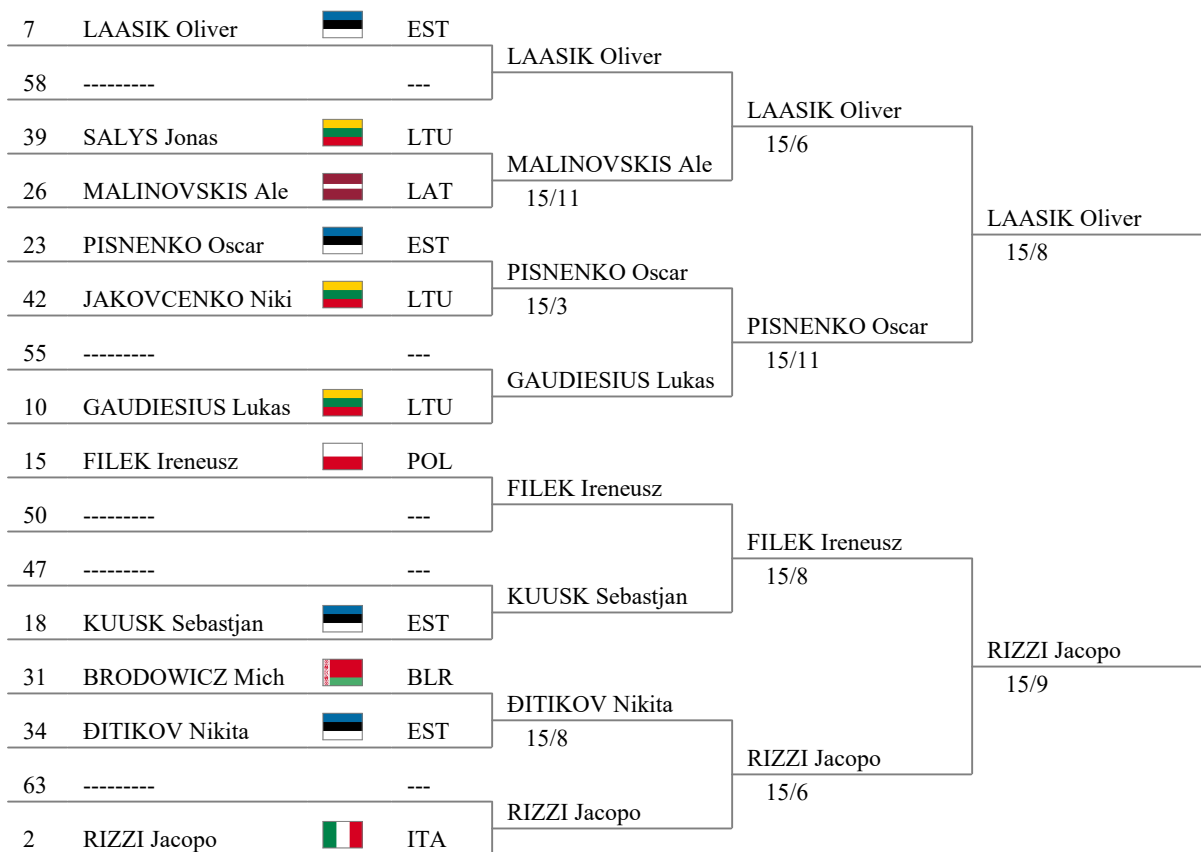 7 LAASIK Oliver EST
58 --------- ---
39 SALYS Jonas LTU
26 MALINOVSKIS Ale LAT
23 PISNENKO Oscar EST
42 JAKOVCENKO Niki LTU
55 --------- ---
10 GAUDIESIUS Lukas LTU
15 FILEK Ireneusz POL
50 --------- ---
47 --------- ---
18 KUUSK Sebastjan EST
31 BRODOWICZ Mich BLR
34 ÐITIKOV Nikita EST
63 --------- ---
2 RIZZI Jacopo ITA
LAASIK Oliver
MALINOVSKIS Ale
15/11
PISNENKO Oscar
15/3
GAUDIESIUS Lukas
FILEK Ireneusz
KUUSK Sebastjan
ÐITIKOV Nikita
15/8
RIZZI Jacopo
LAASIK Oliver
15/6
PISNENKO Oscar
15/11
FILEK Ireneusz
15/8
RIZZI Jacopo
15/6
LAASIK Oliver
15/8
RIZZI Jacopo
15/9